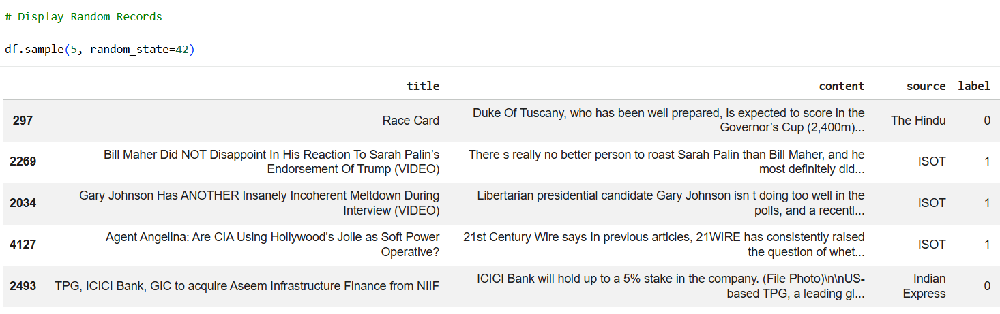 # Display Random Records
df.sample(5, random_state=42)
title content source label
297 Race Card Duke Of Tuscany, who has been well prepared, is expected to score in the The Hindu 0
Governor’s Cup (2,400m)...
2269 Bill Maher Did NOT Disappoint In His Reaction To Sarah Palin’s There s really no better person to roast Sarah Palin than Bill Maher, and he ISOT 1
Endorsement Of Trump (VIDEO) most definitely did...
2034 Gary Johnson Has ANOTHER Insanely Incoherent Meltdown During Libertarian presidential candidate Gary Johnson isn t doing too well in the ISOT 1
Interview (VIDEO) polls, and a recentl...
4127 Agent Angelina: Are CIA Using Hollywood’s Jolie as Soft Power 21st Century Wire says In previous articles, 21WIRE has consistently raised ISOT 1
Operative? the question of whet...
2493 TPG, ICICI Bank, GIC to acquire Aseem Infrastructure Finance from NIIF ICICI Bank will hold up to a 5% stake in the company. (File Photo)\n\nUS- Indian 0
based TPG, a leading gl... Express